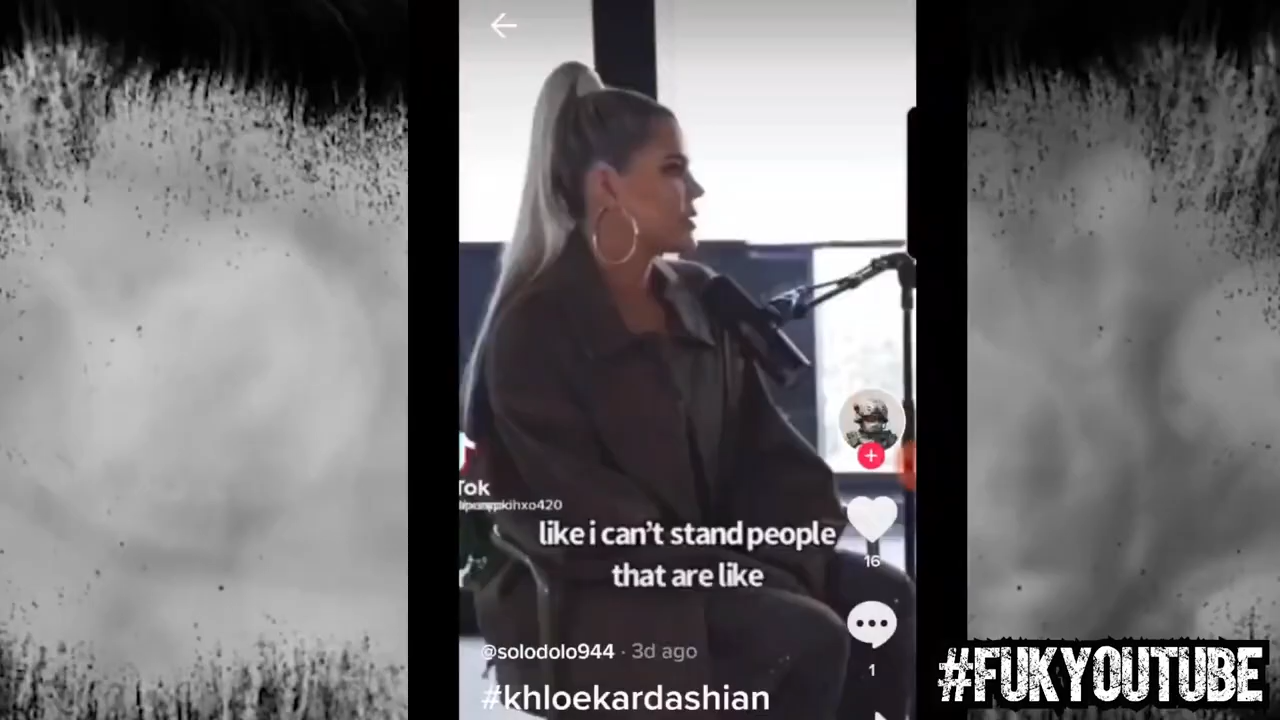 Tok
like i can't stand people
that are like
16
@solodolo944 · 3d ago
1
#khloekardashian
#FUKYOUTUBE